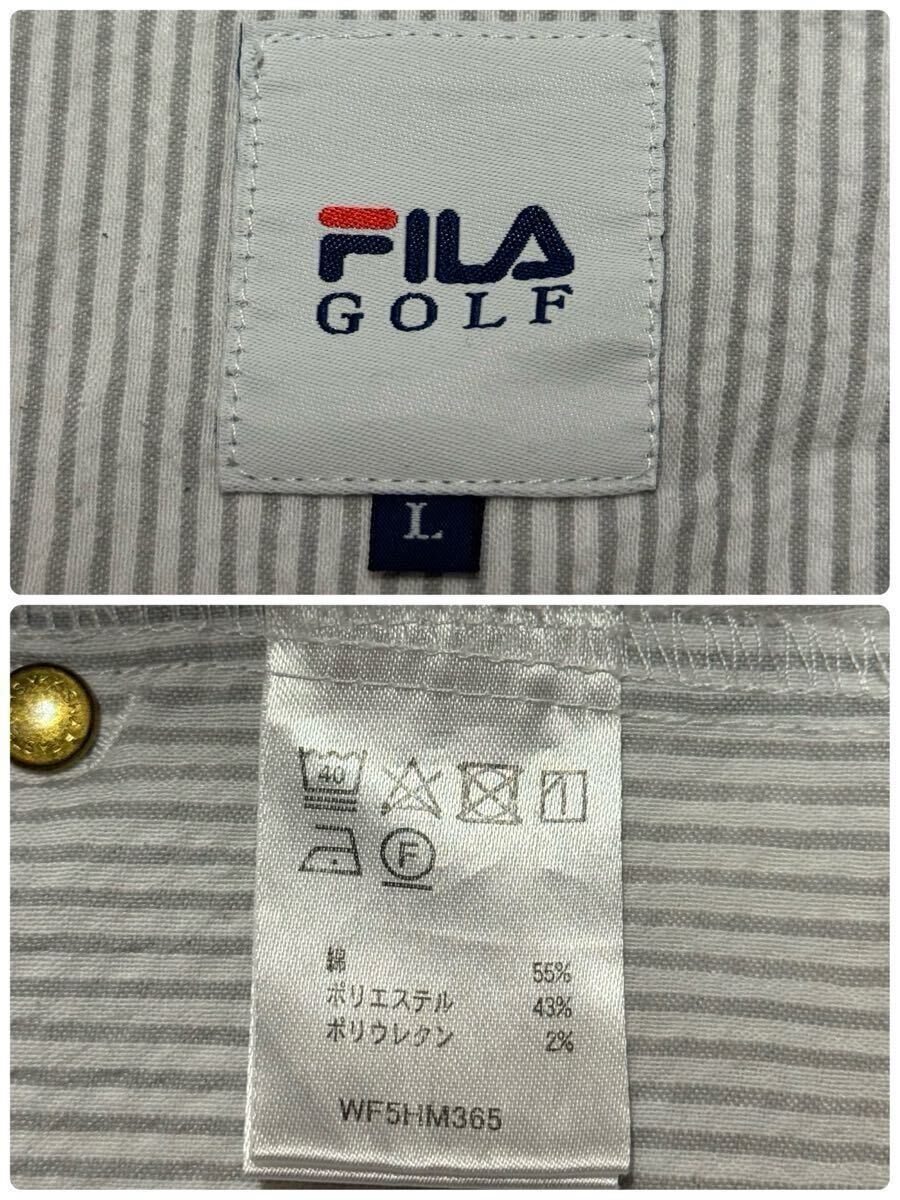 FILA
GOLF
L
40
F
綿 55%
ポリエステル 43%
ポリウレタン 2%
WF5HM365